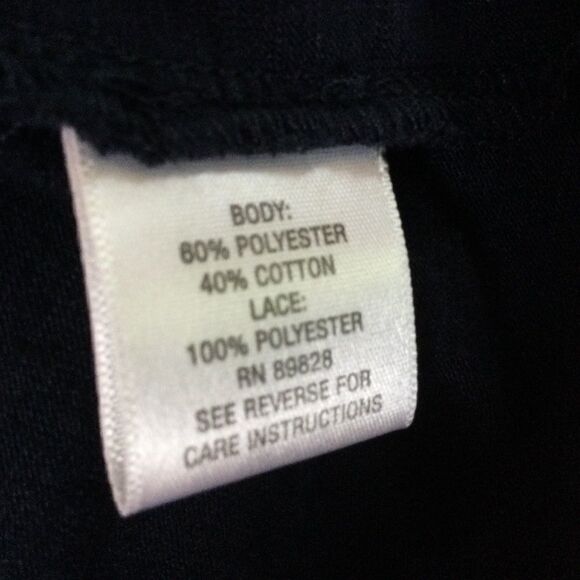 BODY:
60% POLYESTER
40% COTTON
LACE:
100% POLYESTER
RN 89828
SEE REVERSE FOR
CARE INSTRUCTIONS